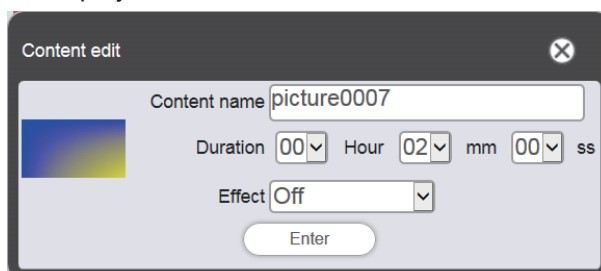 Content edit
Content name picture0007
Duration 00 Hour 02 mm 00 ss
Effect Off
Enter